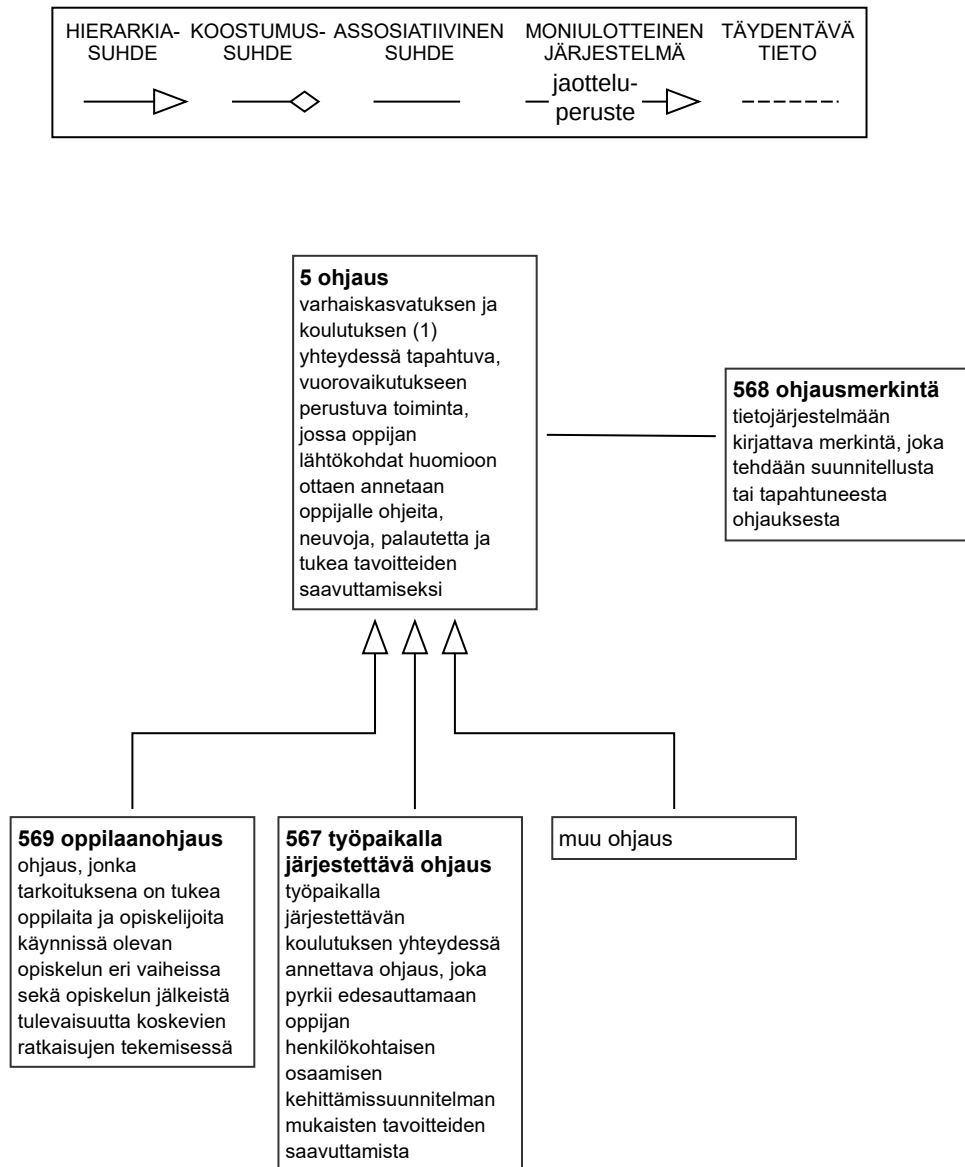 HIERARKIA-
SUHDE
KOOSTUMUS-
SUHDE
ASSOSIATIIVINEN
SUHDE
MONIULOTTEINEN
JÄRJESTELMÄ
jaottelu-
peruste
TÄYDENTÄVÄ
TIETO
5 ohjaus
varhaiskasvatuksen ja
koulutuksen (1)
yhteydessä tapahtuva,
vuorovaikutukseen
perustuva toiminta,
jossa oppijan
lähtökohdat huomioon
ottaen annetaan
oppijalle ohjeita,
neuvoja, palautetta ja
tukea tavoitteiden
saavuttamiseksi
568 ohjausmerkintä
tietojärjestelmään
kirjattava merkintä, joka
tehdään suunnitellusta
tai tapahtuneesta
ohjauksesta
569 oppilaanohjaus
ohjaus, jonka
tarkoituksena on tukea
oppilaita ja opiskelijoita
käynnissä olevan
opiskelun eri vaiheissa
sekä opiskelun jälkeistä
tulevaisuutta koskevien
ratkaisujen tekemisessä
567 työpaikalla
järjestettävä ohjaus
työpaikalla
järjestettävän
koulutuksen yhteydessä
annettava ohjaus, joka
pyrkii edesauttamaan
oppijan
henkilökohtaisen
osaamisen
kehittämissuunnitelman
mukaisten tavoitteiden
saavuttamista
muu ohjaus